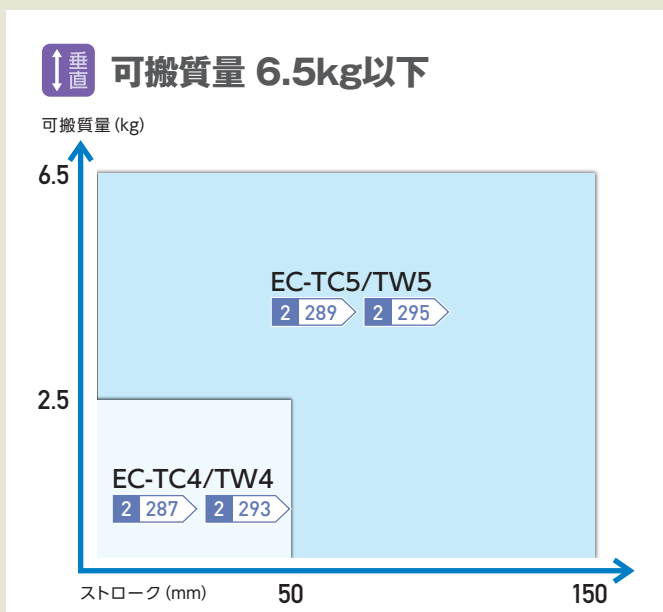 垂直
可搬質量 6.5kg以下
可搬質量 (kg)
6.5
EC-TC5/TW5
2 289 2 295
2.5
EC-TC4/TW4
2 287 2 293
ストローク (mm) 50 150